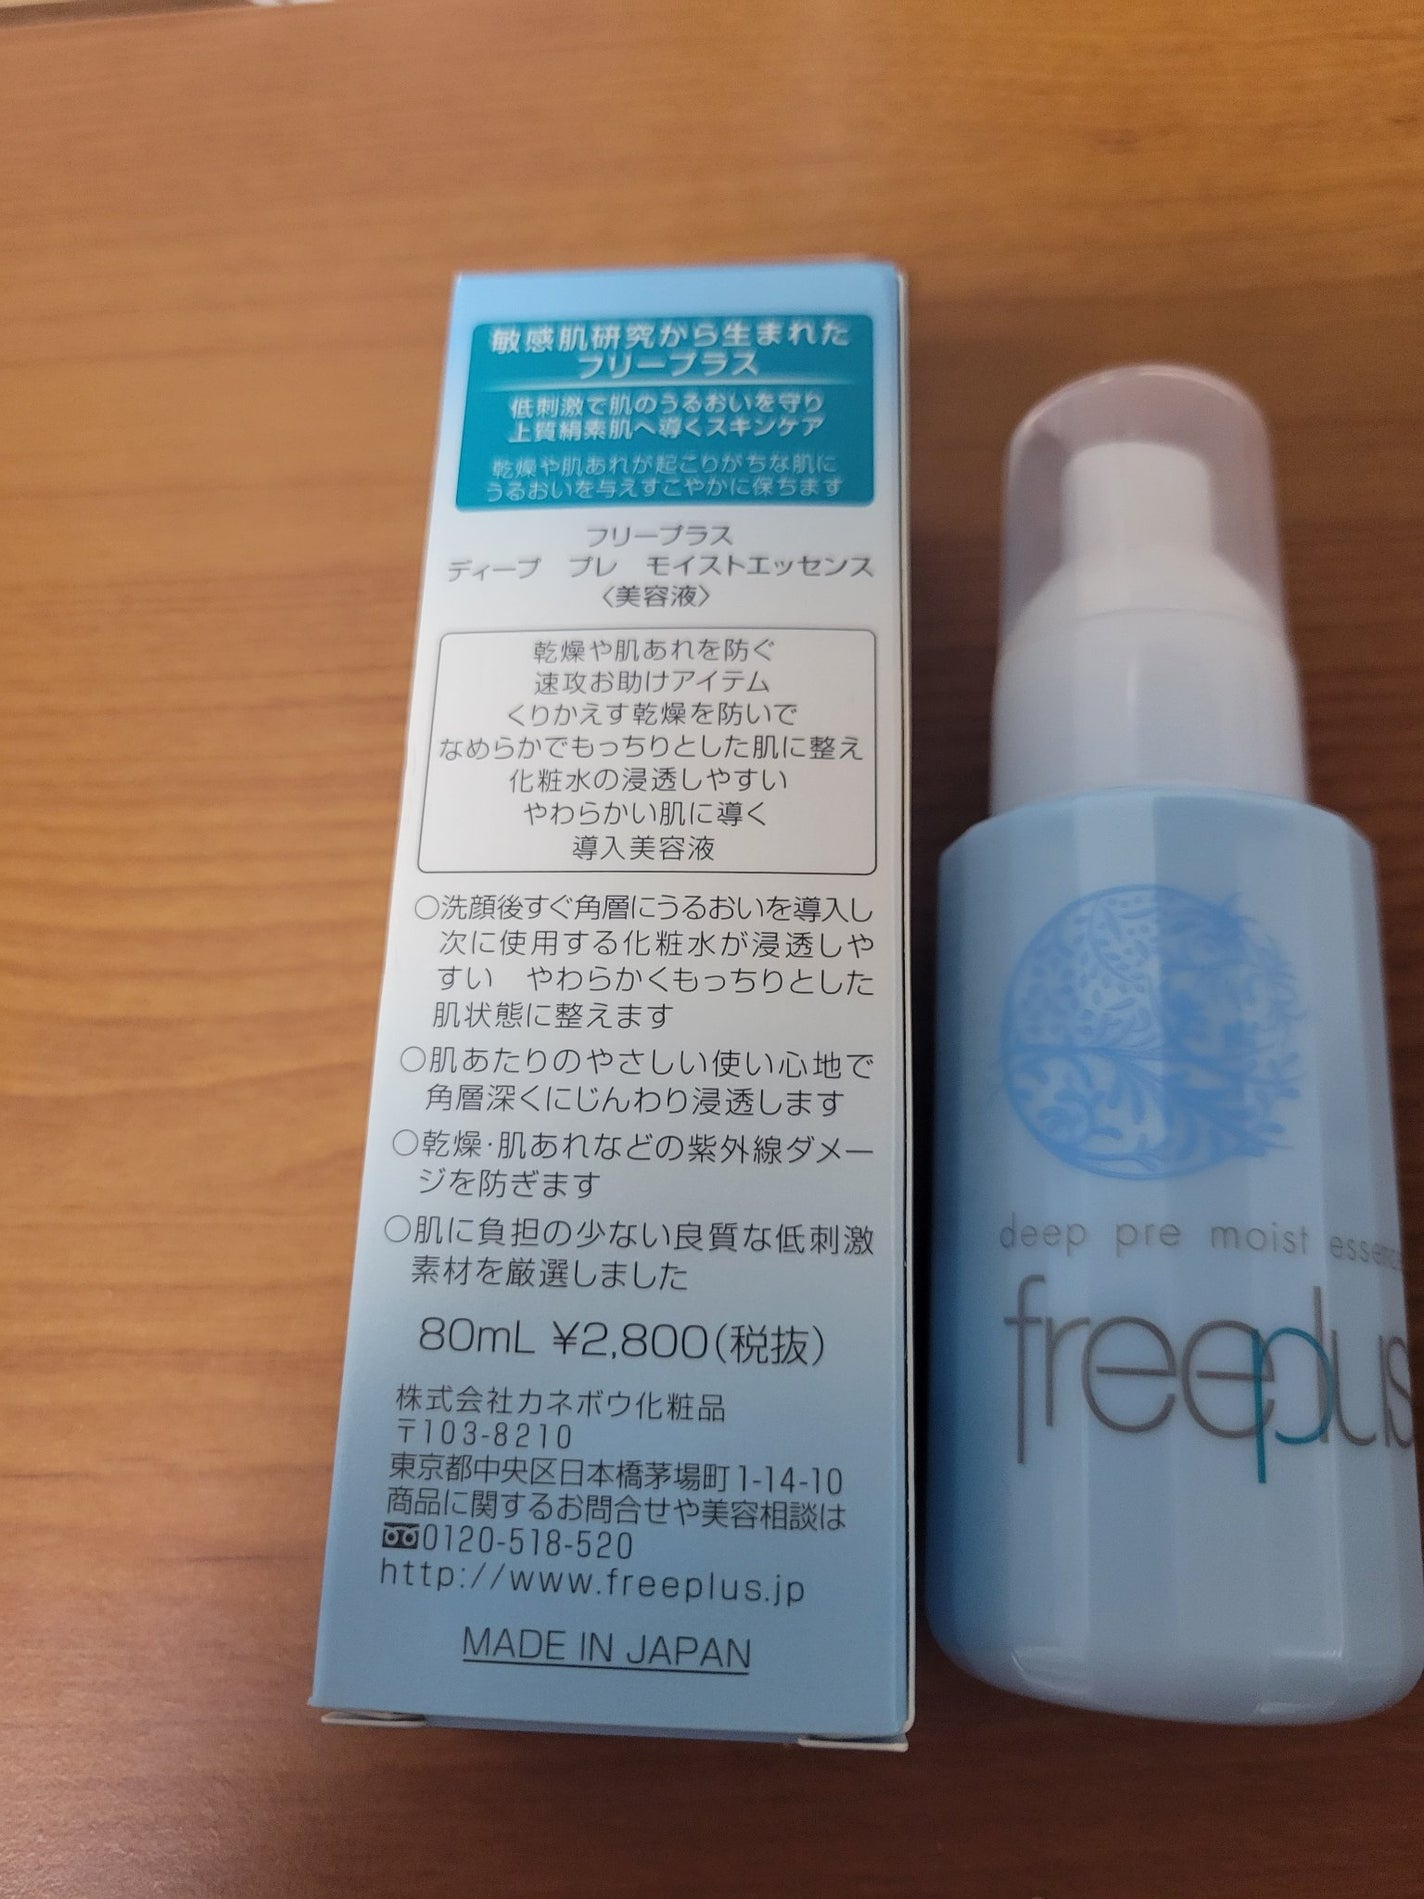 敏感肌研究から生まれた
フリープラス
低刺激で肌のうるおいを守り
上質絹素肌へ導くスキンケア
乾燥や肌あれが起こりがちな肌に
うるおいを与えすこやかに保ちます
フリープラス
ディープ　プレ　モイストエッセンス
〈美容液〉
乾燥や肌あれを防ぐ
速攻お助けアイテム
くりかえす乾燥を防いで
なめらかでもっちりとした肌に整え
化粧水の浸透しやすい
やわらかい肌に導く
導入美容液
○洗顔後すぐ角層にうるおいを導入し
次に使用する化粧水が浸透しや
すい　やわらかくもっちりとした
肌状態に整えます
○肌あたりのやさしい使い心地で
角層深くにじんわり浸透します
○乾燥·肌あれなどの紫外線ダメー
ジを防ぎます
○肌に負担の少ない良質な低刺激
素材を厳選しました
80mL ¥2,800(税抜)
株式会社カネボウ化粧品
〒103-8210
東京都中央区日本橋茅場町1-14-10
商品に関するお問合せや美容相談は
0120-518-520
http://www.freeplus.jp
MADE IN JAPAN
deep pre moist essence
freeplus